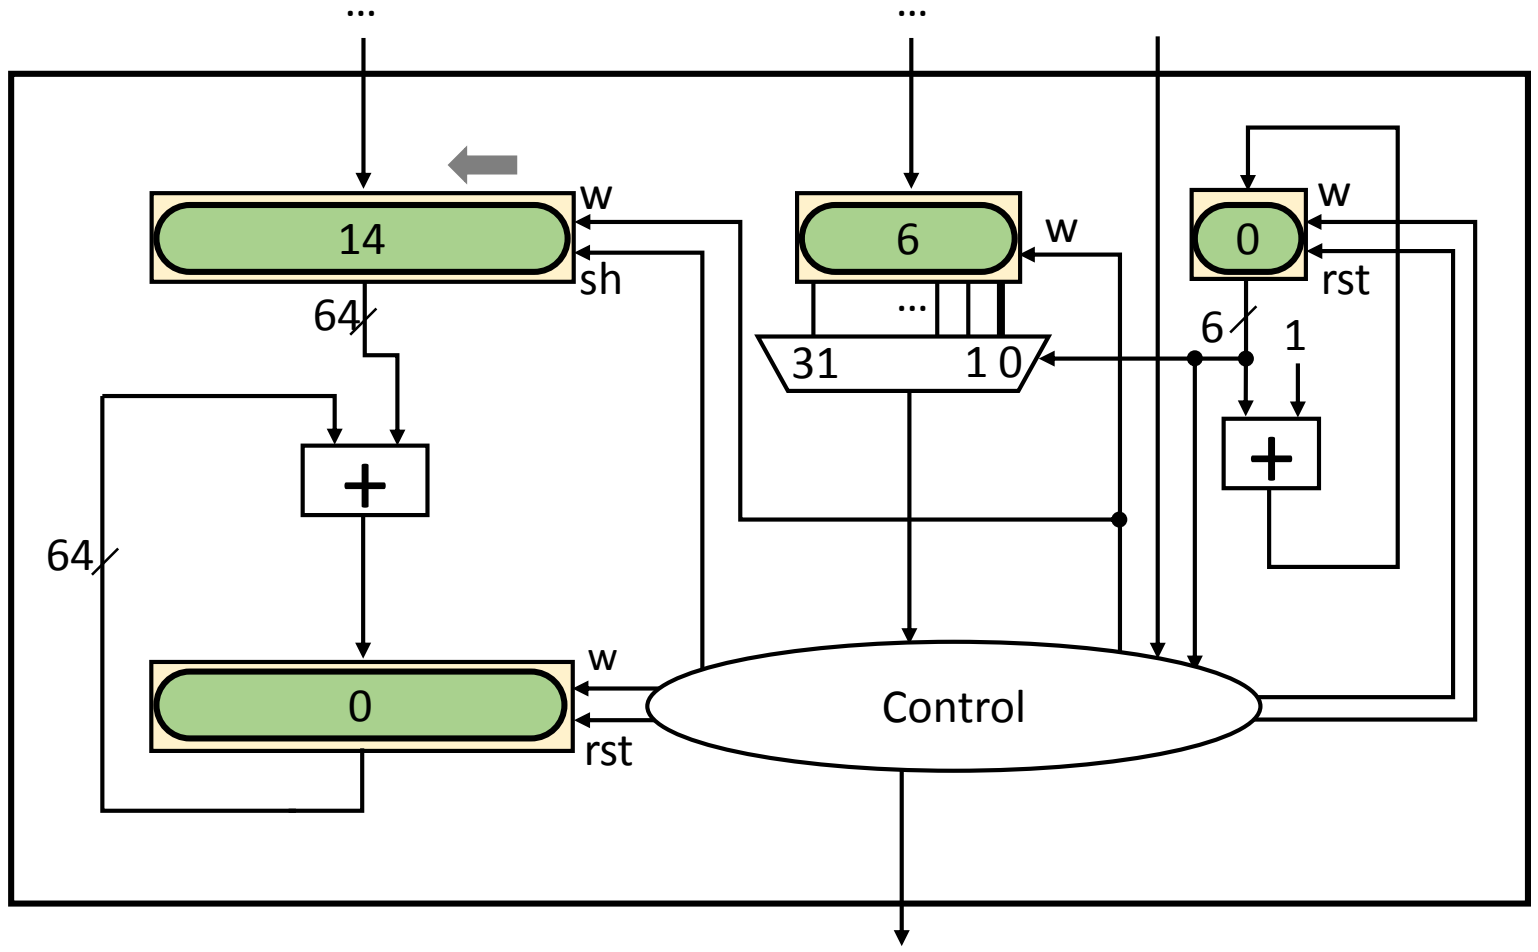 ... ...
w
w
14 6 0
w
sh rst
64 ... 6 1
31 1 0
+
+
64
w
0 Control
rst